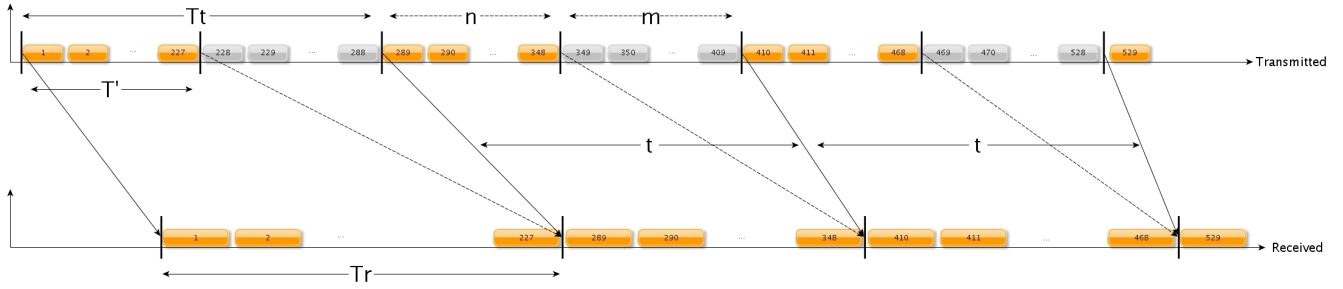 Tt n m
1 2 ... 227 228 229 ... 288 289 290 ... 348 349 350 ... 409 410 411 ... 468 469 470 ... 528 529 Transmitted
T'
t t
1 2 ... 227 289 290 ... 348 410 411 ... 468 529 Received
Tr